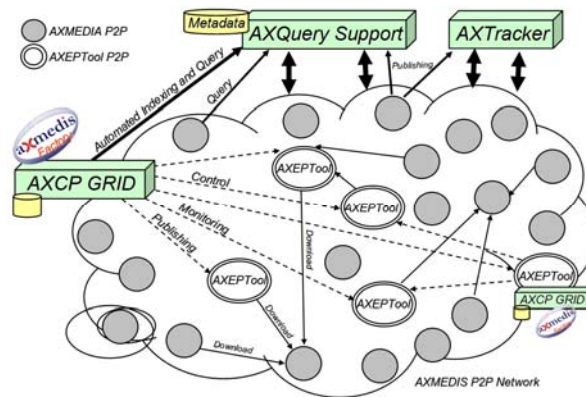 AXMEDIA P2P
AXEPTool P2P
Metadata
AXQuery Support
AXTracker
Automated Indexing and Query
Query
Publishing
aXmedis
Factory
AXCP GRID
AXEPTool
Control
AXEPTool
Monitoring
Publishing
Download
AXEPTool
AXEPTool
AXEPTool
AXCP GRID
Download
Download
AXMEDIS P2P Network